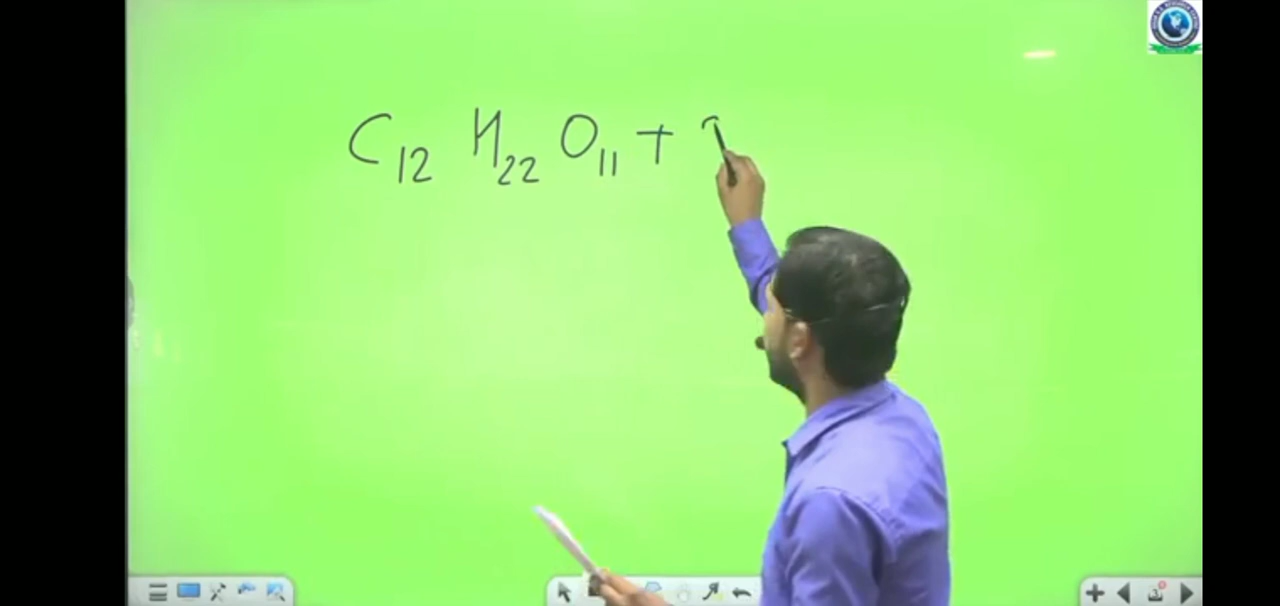 C₁₂ H₂₂ O₁₁ +